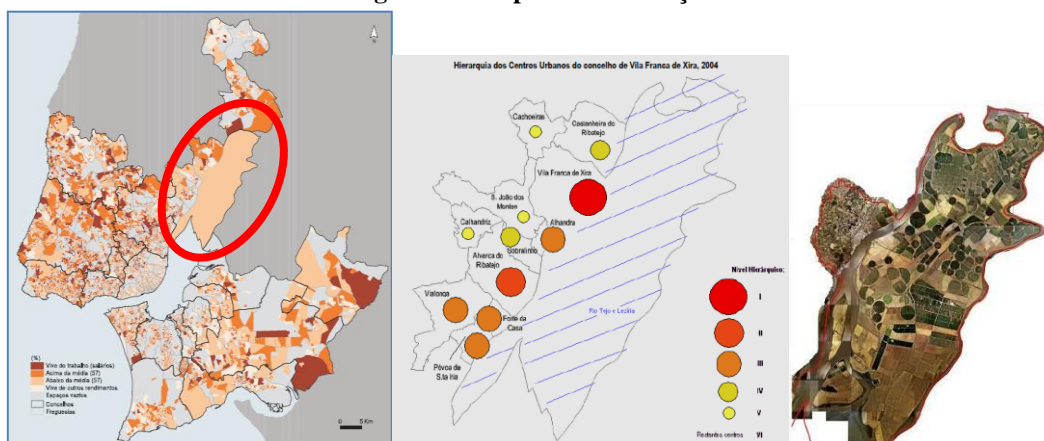 N
(%)
Vive do trabalho (salários)
Acima da média (57)
Abaixo da média (57)
Vive de outros rendimentos
Espaços vazios
Concelhos
Freguesias
0 5 Km
Hierarquia dos Centros Urbanos do concelho de Vila Franca de Xira, 2004
Cachoeiras
Castanheira do
Ribatejo
Vila Franca de Xira
S. João dos
Montes
Calhandriz
Alhandra
Sobralinho
Alverca do
Ribatejo
Vialonga
Forte da
Casa
Póvoa de
S.ta Iria
Rio Tejo e Lezíria
Nível Hierárquico:
I
II
III
IV
V
Restantes centros VI